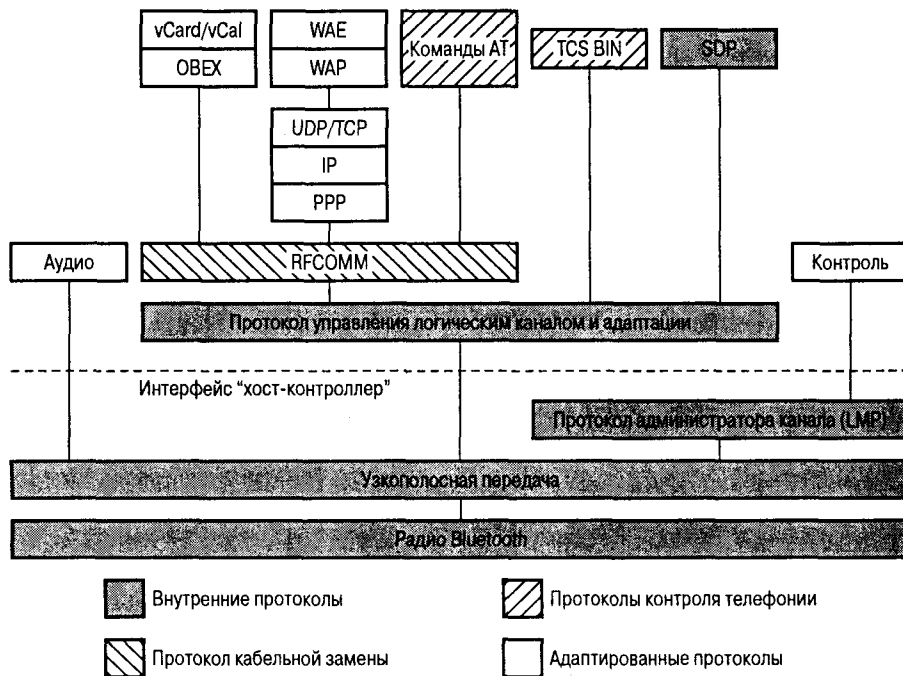 vCard/vCal
WAE
Команды AT
TCS BIN
SDP
OBEX
WAP
UDP/TCP
IP
PPP
Аудио
RFCOMM
Контроль
Протокол управления логическим каналом и адаптации
Интерфейс "хост-контроллер"
Протокол администратора канала (LMP)
Узкополосная передача
Радио Bluetooth
Внутренние протоколы
Протоколы контроля телефонии
Протокол кабельной замены
Адаптированные протоколы